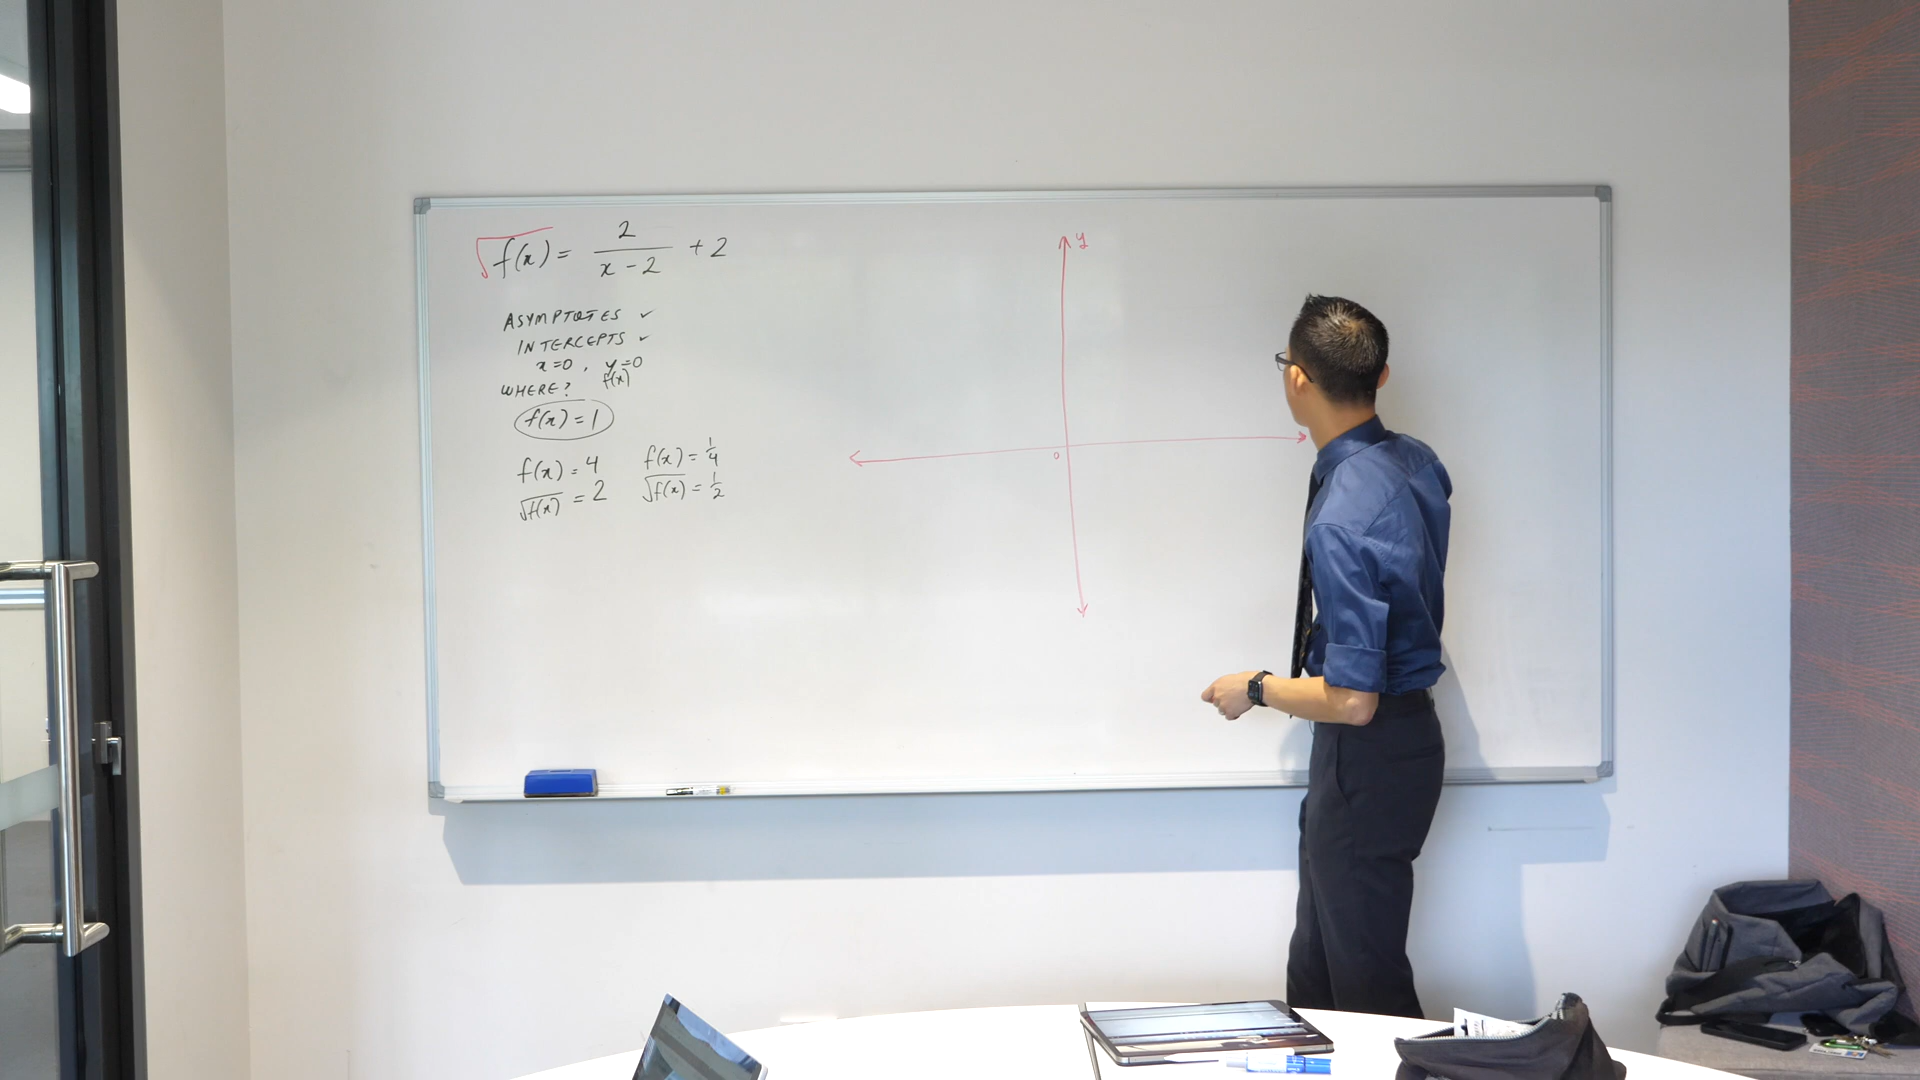 √f(x) = 2/(x-2) + 2
ASYMPTOTES ✓
INTERCEPTS ✓
x=0, y=0
f(x)
WHERE?
f(x) = 1
f(x) = 4
√f(x) = 2
f(x) = 1/4
√f(x) = 1/2
y
0